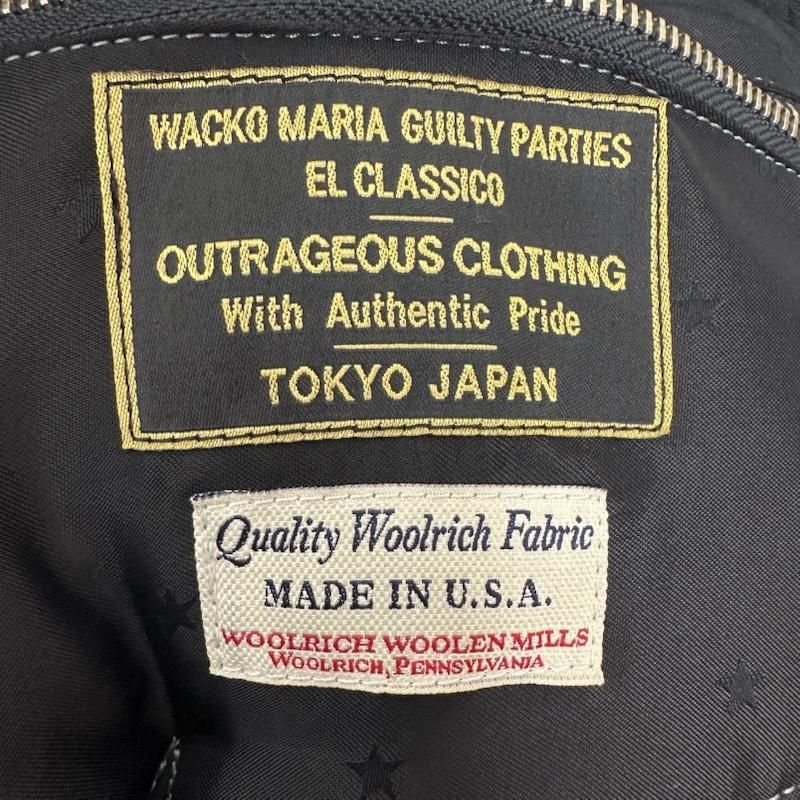 WACKO MARIA GUILTY PARTIES
EL CLASSICO
OUTRAGEOUS CLOTHING
With Authentic Pride
TOKYO JAPAN
Quality Woolrich Fabric
MADE IN U.S.A.
WOOLRICH WOOLEN MILLS
WOOLRICH, PENNSYLVANIA